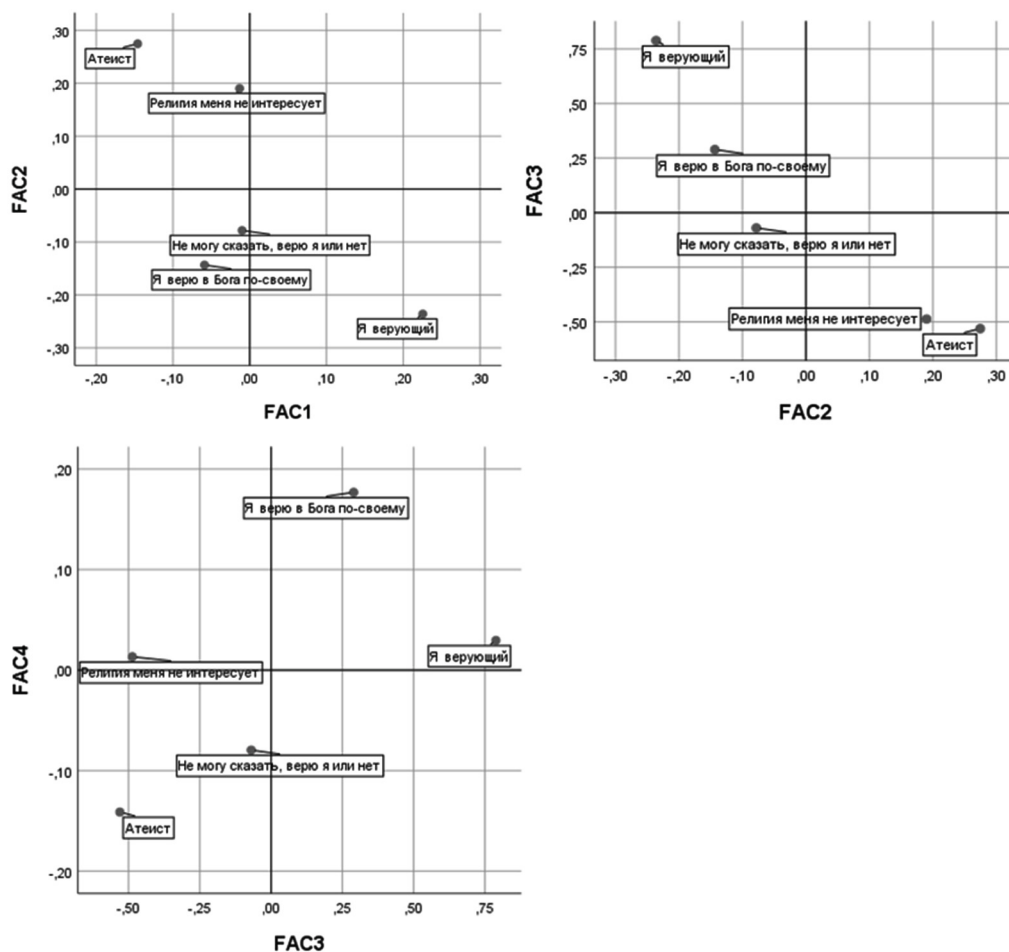 ,30
Атеист
,20
Религия меня не интересует
,10
,00
-,10
Не могу сказать, верю я или нет
Я верю в Бога по-своему
-,20
Я верующий
-,30
-,20 -,10 ,00 ,10 ,20 ,30
FAC2
FAC1
,75
Я верующий
,50
,25
Я верю в Бога по-своему
,00
Не могу сказать, верю я или нет
-,25
Религия меня не интересует
-,50
Атеист
-,30 -,20 -,10 ,00 ,10 ,20 ,30
FAC3
FAC2
,20
Я верю в Бога по-своему
,10
Я верующий
,00
Религия меня не интересует
Не могу сказать, верю я или нет
-,10
Атеист
-,20
-,50 -,25 ,00 ,25 ,50 ,75
FAC4
FAC3